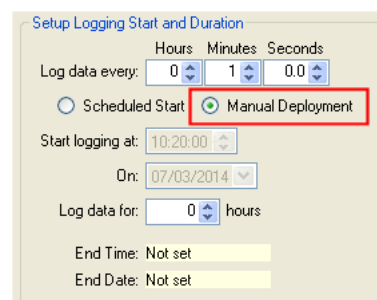 Setup Logging Start and Duration
Hours Minutes Seconds
Log data every: 0 1 0.0
Scheduled Start Manual Deployment
Start logging at: 10:20:00
On: 07/03/2014
Log data for: 0 hours
End Time: Not set
End Date: Not set